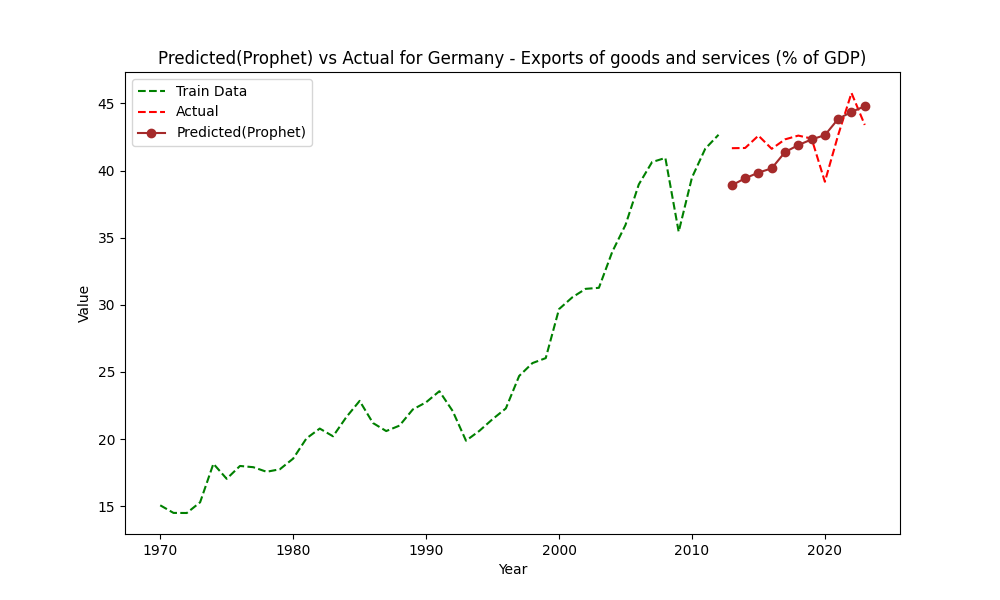 Predicted(Prophet) vs Actual for Germany - Exports of goods and services (% of GDP)
Train Data
Actual
Predicted(Prophet)
45
40
35
30
25
20
15
Value
1970 1980 1990 2000 2010 2020
Year